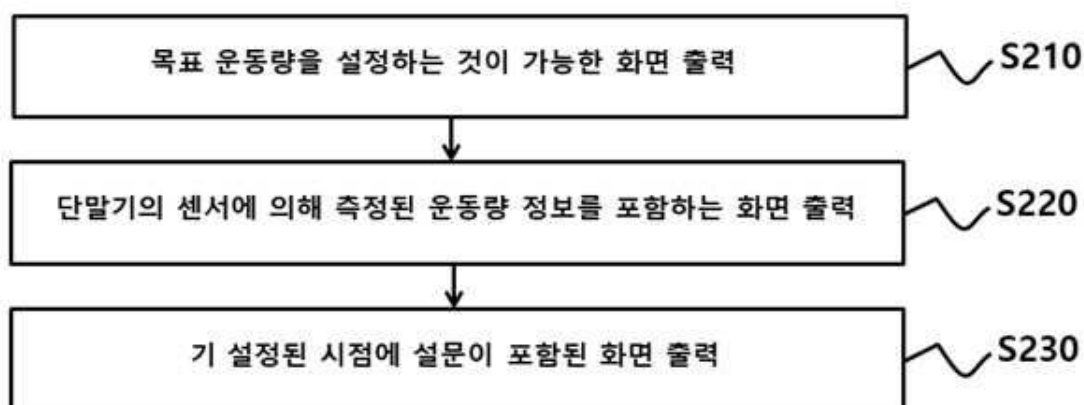 목표 운동량을 설정하는 것이 가능한 화면 출력
S210
단말기의 센서에 의해 측정된 운동량 정보를 포함하는 화면 출력
S220
기 설정된 시점에 설문이 포함된 화면 출력
S230